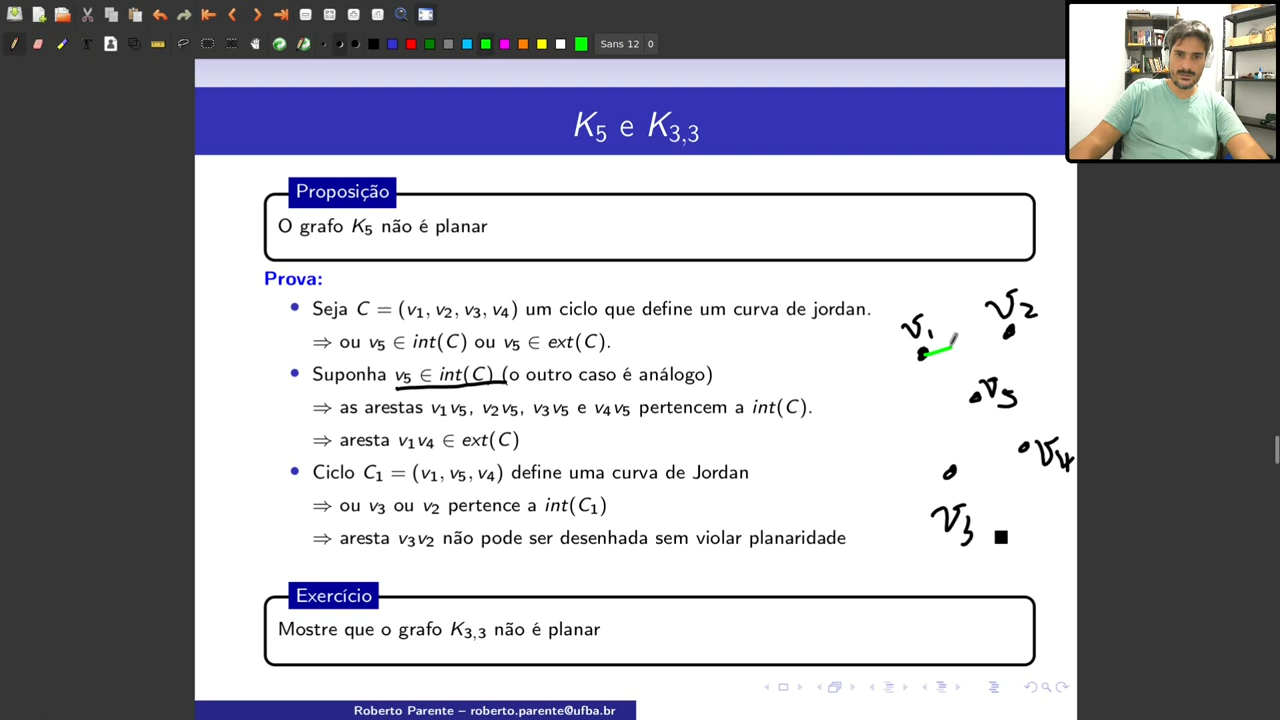 Sans 12
K5 e K3,3
Proposição
O grafo K5 não é planar
Prova:
• Seja C = (v1, v2, v3, v4) um ciclo que define um curva de jordan.
⇒ ou v5 ∈ int(C) ou v5 ∈ ext(C).
• Suponha v5 ∈ int(C) (o outro caso é análogo)
⇒ as arestas v1v5, v2v5, v3v5 e v4v5 pertencem a int(C).
⇒ aresta v1v4 ∈ ext(C)
• Ciclo C1 = (v1, v5, v4) define uma curva de Jordan
⇒ ou v3 ou v2 pertence a int(C1)
⇒ aresta v3v2 não pode ser desenhada sem violar planaridade ■
v1
v2
v5
v4
v3
Exercício
Mostre que o grafo K3,3 não é planar
Roberto Parente – roberto.parente@ufba.br